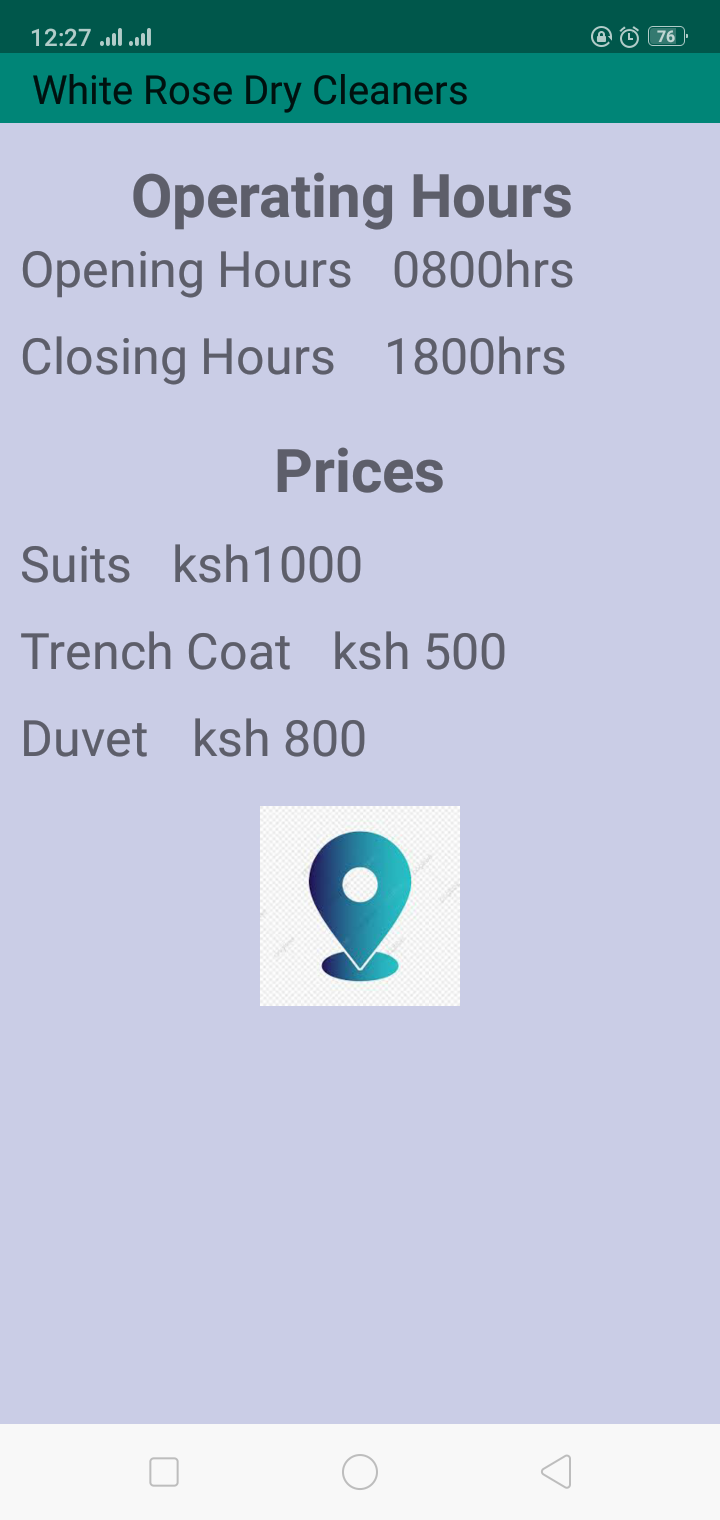 12:27 76
White Rose Dry Cleaners
Operating Hours
Opening Hours 0800hrs
Closing Hours 1800hrs
Prices
Suits ksh1000
Trench Coat ksh 500
Duvet ksh 800